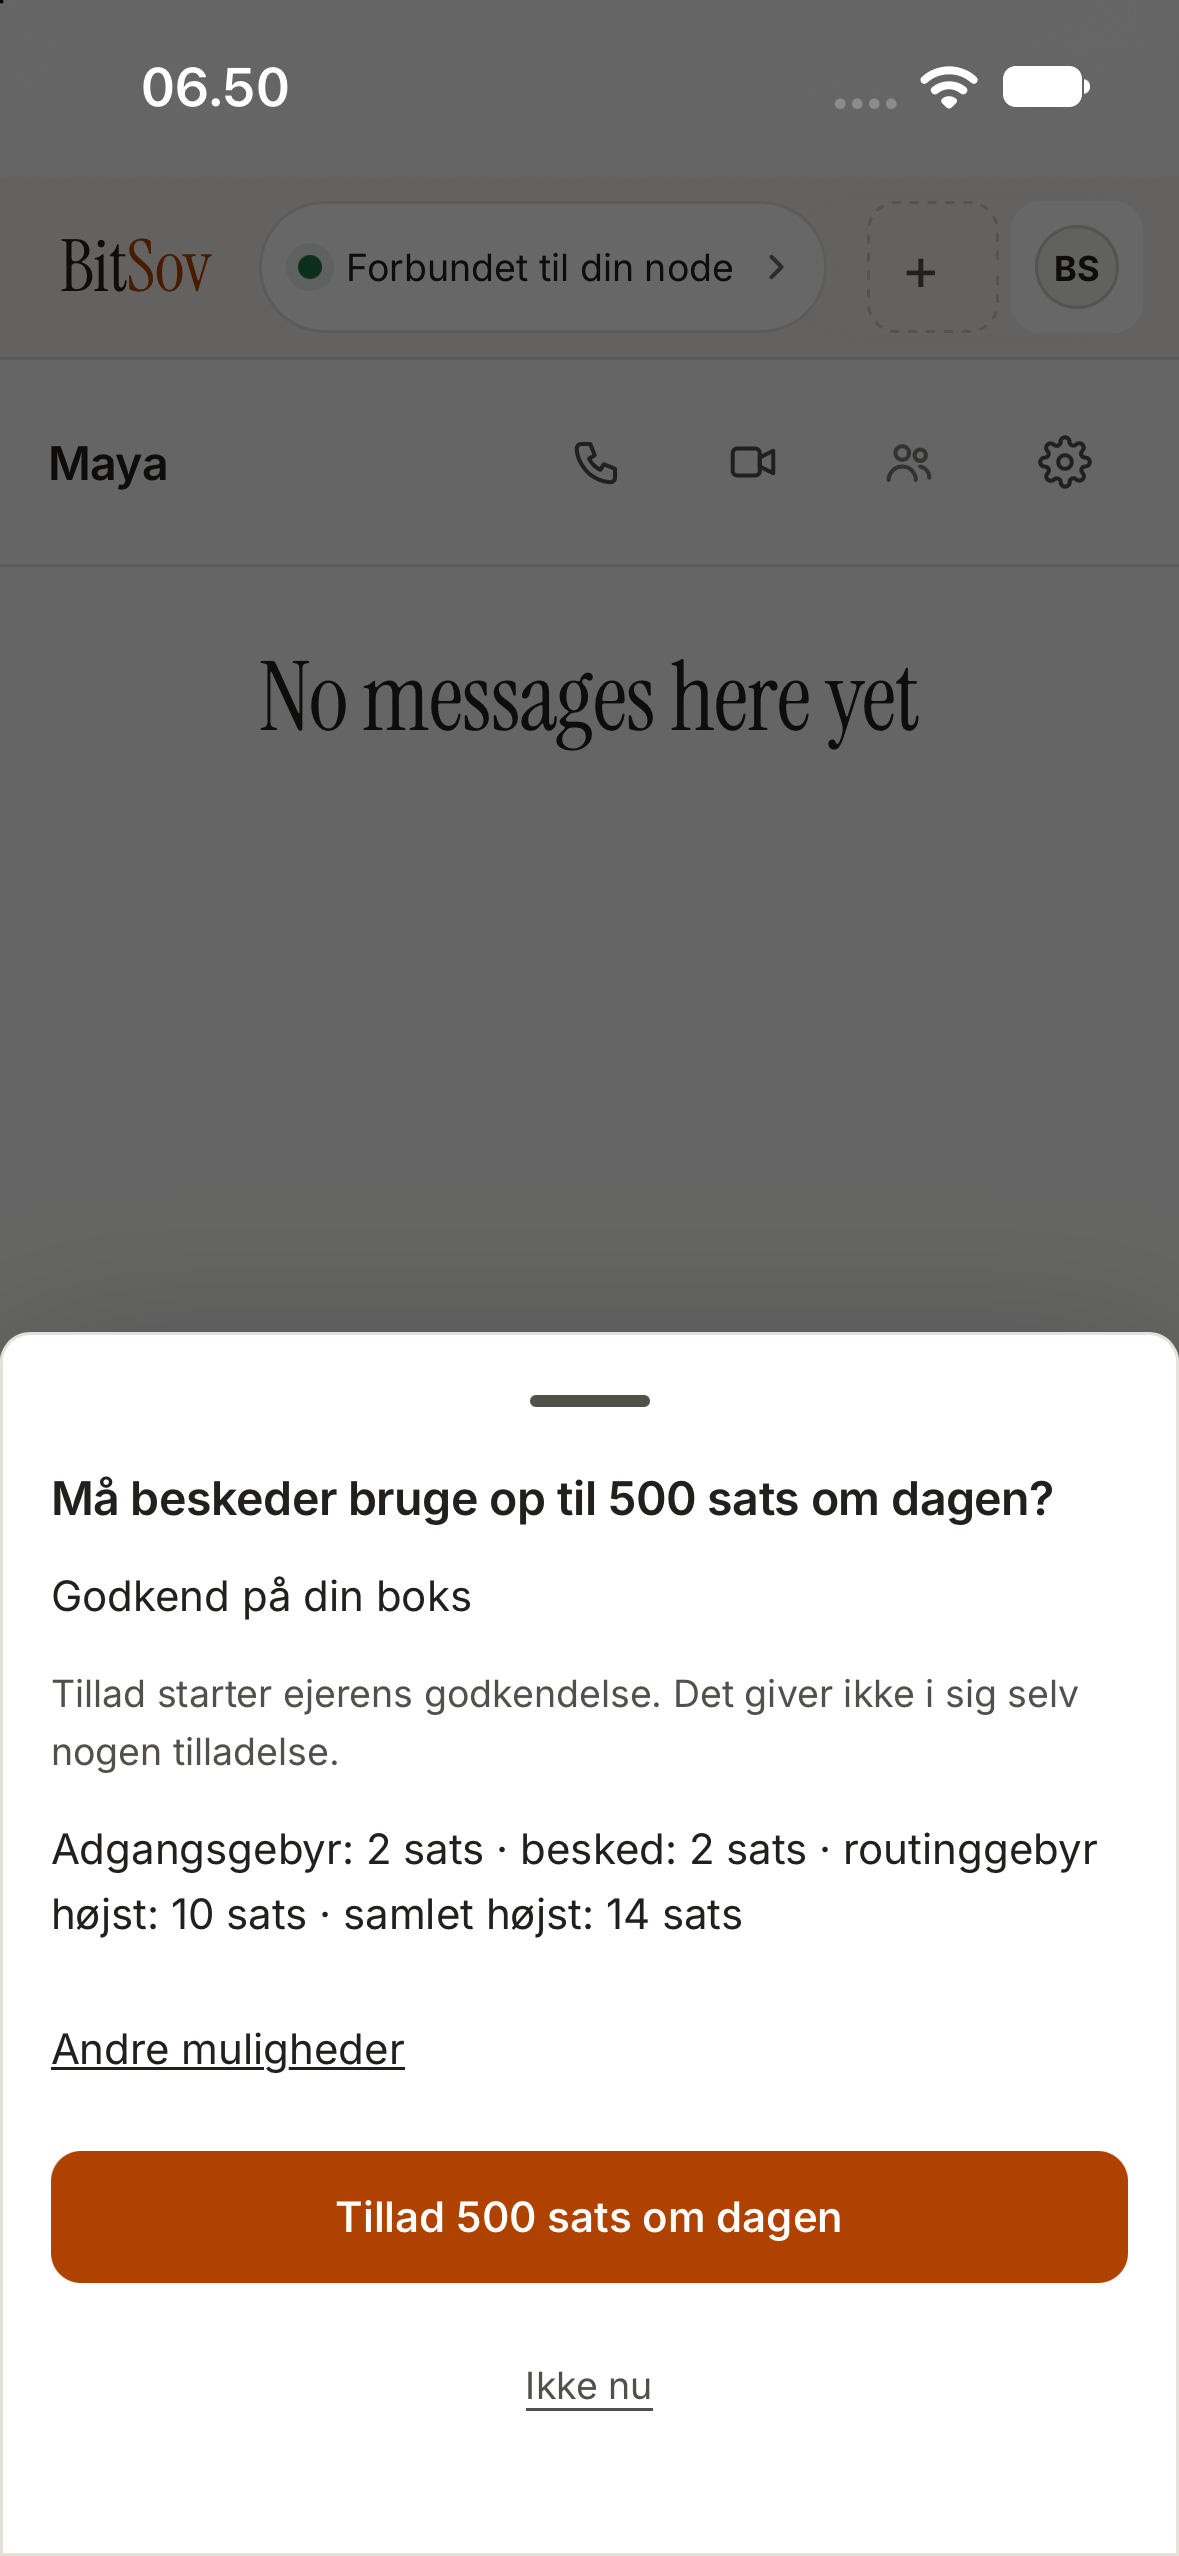 06.50
BitSov
Forbundet til din node
+
BS
Maya
No messages here yet
Må beskeder bruge op til 500 sats om dagen?
Godkend på din boks
Tillad starter ejerens godkendelse. Det giver ikke i sig selv
nogen tilladelse.
Adgangsgebyr: 2 sats · besked: 2 sats · routinggebyr
højst: 10 sats · samlet højst: 14 sats
Andre muligheder
Tillad 500 sats om dagen
Ikke nu